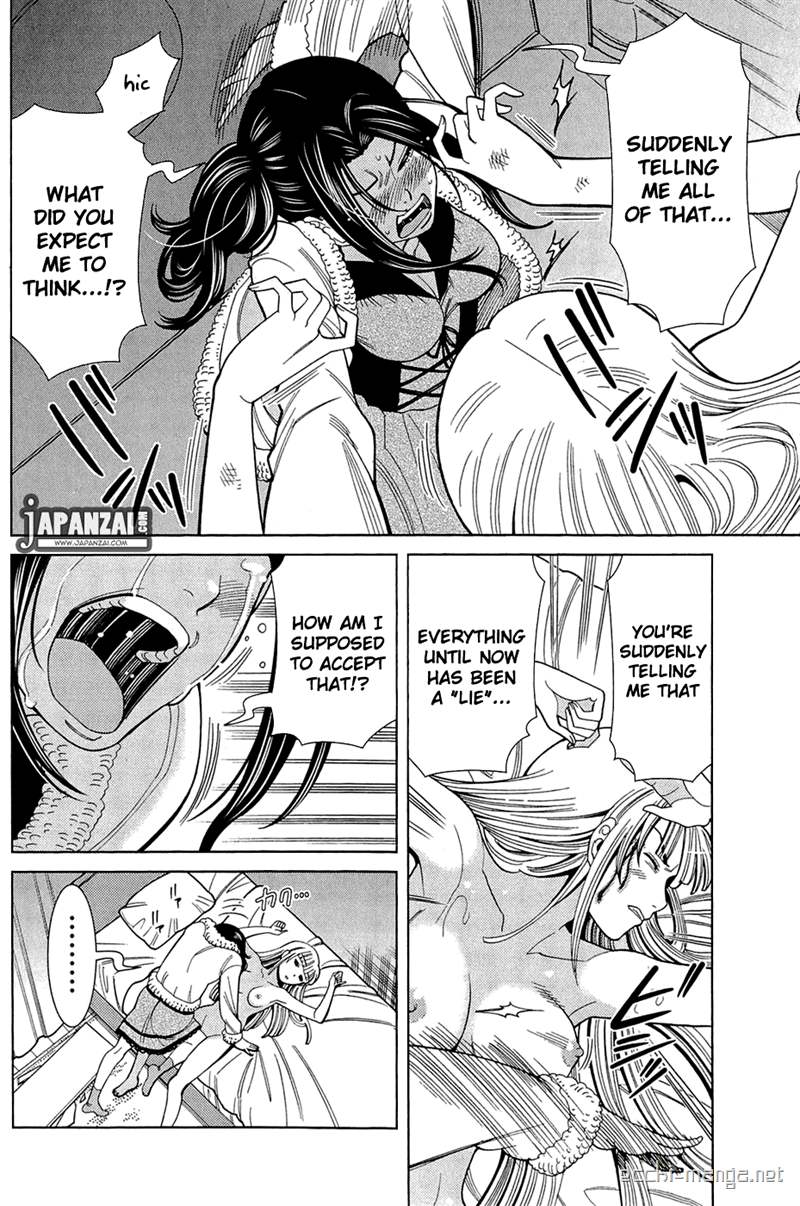 SUDDENLY
TELLING
ME ALL
OF THAT...
hic
WHAT
DID YOU
EXPECT
ME TO
THINK...!?
JAPANZAI.COM
WWW.JAPANZAI.COM
YOU'RE
SUDDENLY
TELLING
ME THAT
EVERYTHING
UNTIL NOW
HAS BEEN
A "LIE"...
HOW AM I
SUPPOSED
TO ACCEPT
THAT!?
カク...
.........
ecchi-manga.net